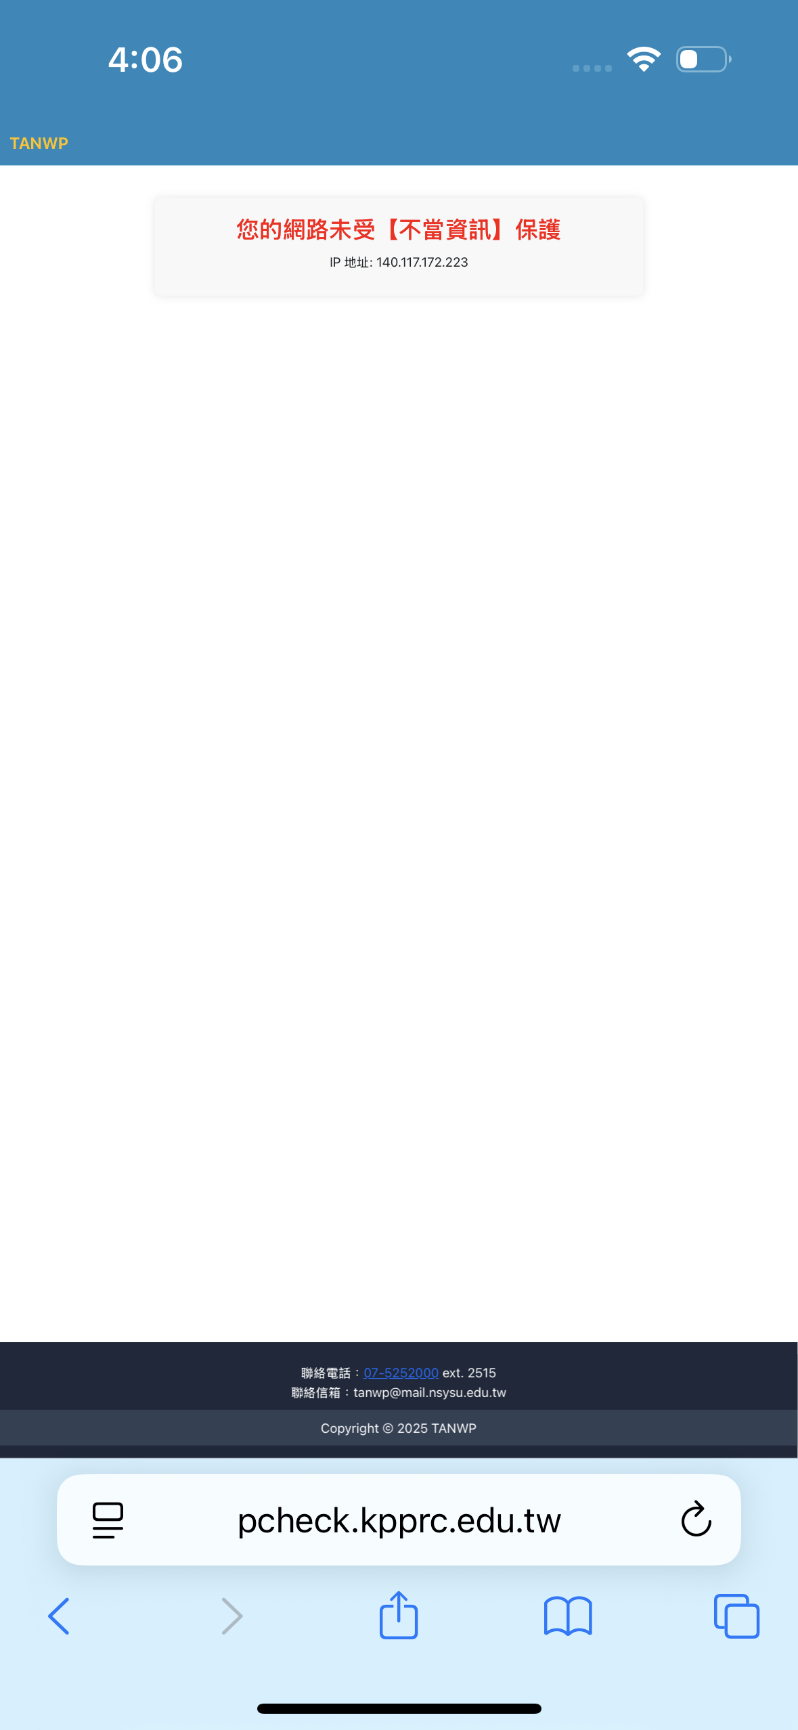 4:06
TANWP
您的網路未受【不當資訊】保護
IP 地址: 140.117.172.223
聯絡電話：07-5252000 ext. 2515
聯絡信箱：tanwp@mail.nsysu.edu.tw
Copyright © 2025 TANWP
pcheck.kpprc.edu.tw